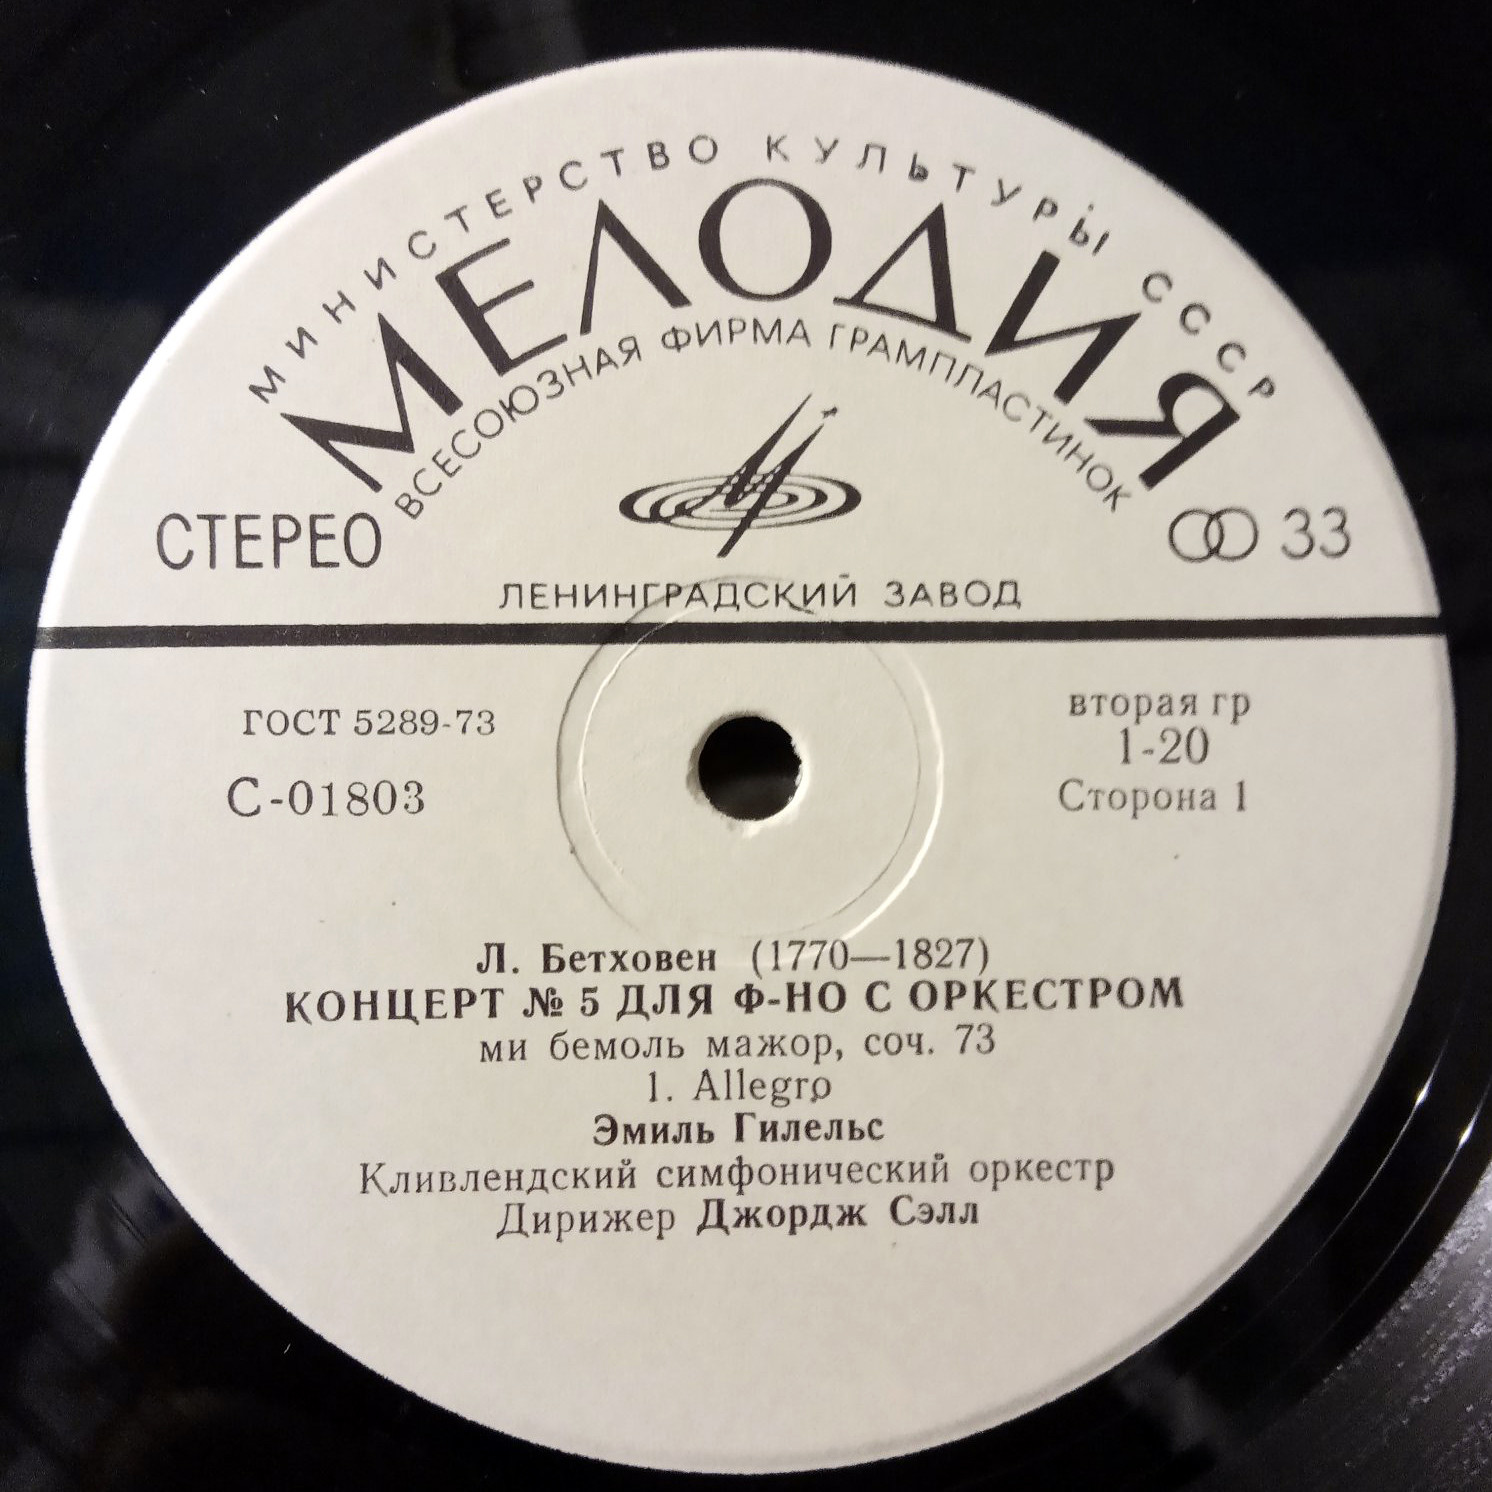 МИНИСТЕРСТВО КУЛЬТУРЫ СССР
МЕЛОДИЯ
ВСЕСОЮЗНАЯ ФИРМА ГРАМПЛАСТИНОК
СТЕРЕО
33
ЛЕНИНГРАДСКИЙ ЗАВОД
ГОСТ 5289-73
С-01803
вторая гр
1-20
Сторона 1
Л. Бетховен (1770—1827)
КОНЦЕРТ № 5 ДЛЯ Ф-НО С ОРКЕСТРОМ
ми бемоль мажор, соч. 73
1. Allegro
Эмиль Гилельс
Кливлендский симфонический оркестр
Дирижер Джордж Сэлл